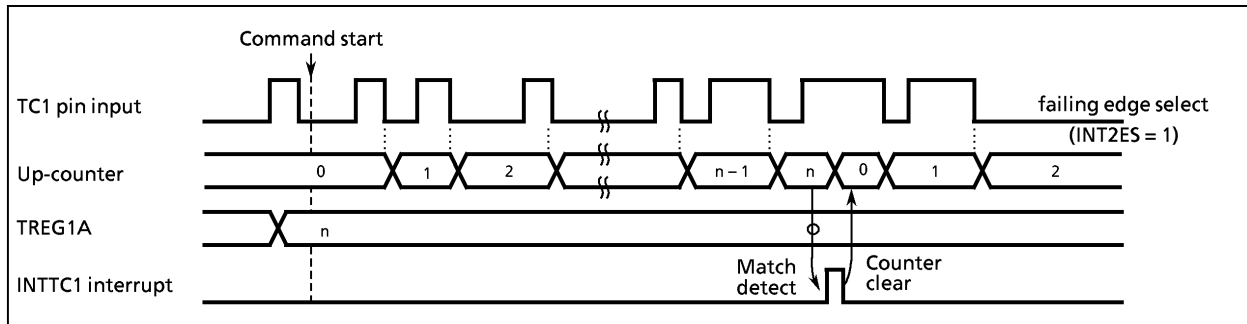 Command start
TC1 pin input
failing edge select
(INT2ES = 1)
Up-counter
0
1
2
n – 1
n
0
1
2
TREG1A
n
Match
detect
Counter
clear
INTTC1 interrupt